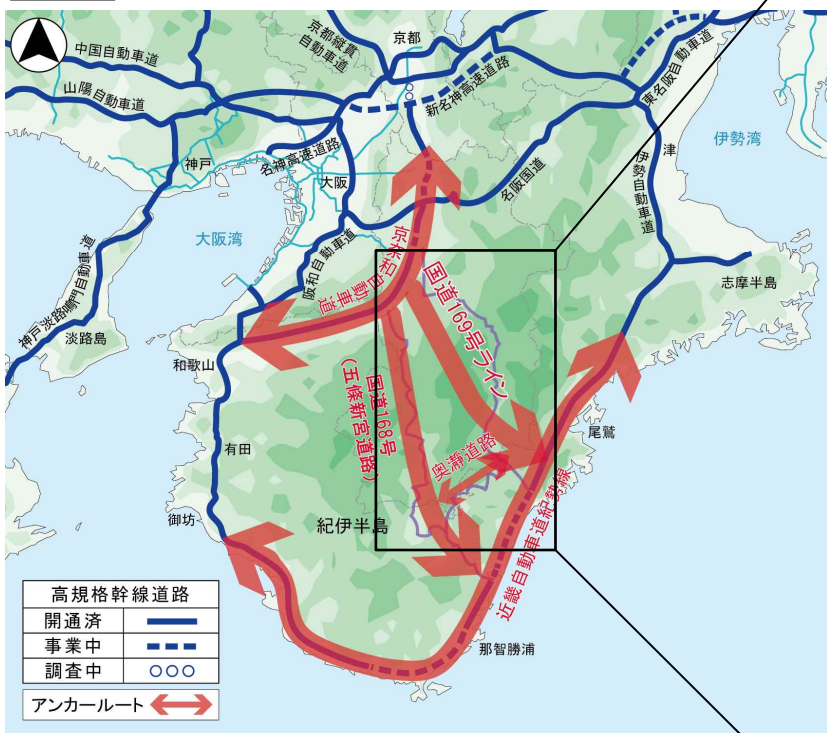 中国自動車道
山陽自動車道
京都縦貫
自動車道
京都
新名神高速道路
東名阪自動車道
伊勢湾
神戸
名神高速道路
大阪
名阪国道
津
伊勢自動車道
大阪湾
阪和自動車道
京奈和自動車道
志摩半島
神戸淡路鳴門自動車道
淡路島
和歌山
国道169号ライン
国道168号
(五條新宮道路)
有田
尾鷲
奥瀞道路
御坊
紀伊半島
近畿自動車道紀勢線
那智勝浦
高規格幹線道路
開通済
事業中
調査中
アンカールート